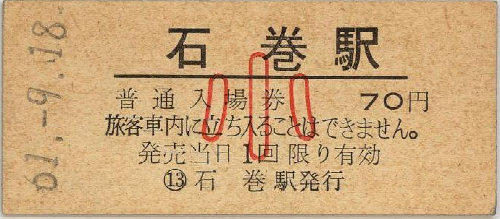 61.-9.18.
石巻駅
小
普通入場券 70円
旅客車内に立ち入ることはできません。
発売当日1回限り有効
⑬石巻駅発行